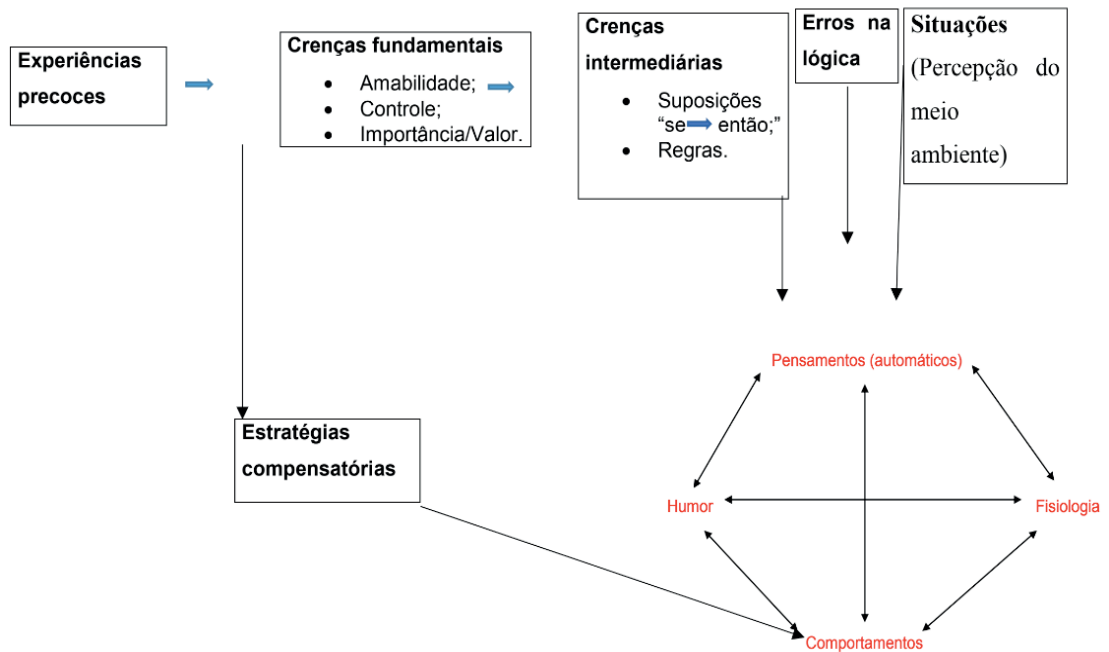 Experiências
precoces
Crenças fundamentais
• Amabilidade;
• Controle;
• Importância/Valor.
Crenças
intermediárias
• Suposições
“se então;”
• Regras.
Erros na
lógica
Situações
(Percepção do
meio
ambiente)
Pensamentos (automáticos)
Estratégias
compensatórias
Humor
Fisiologia
Comportamentos